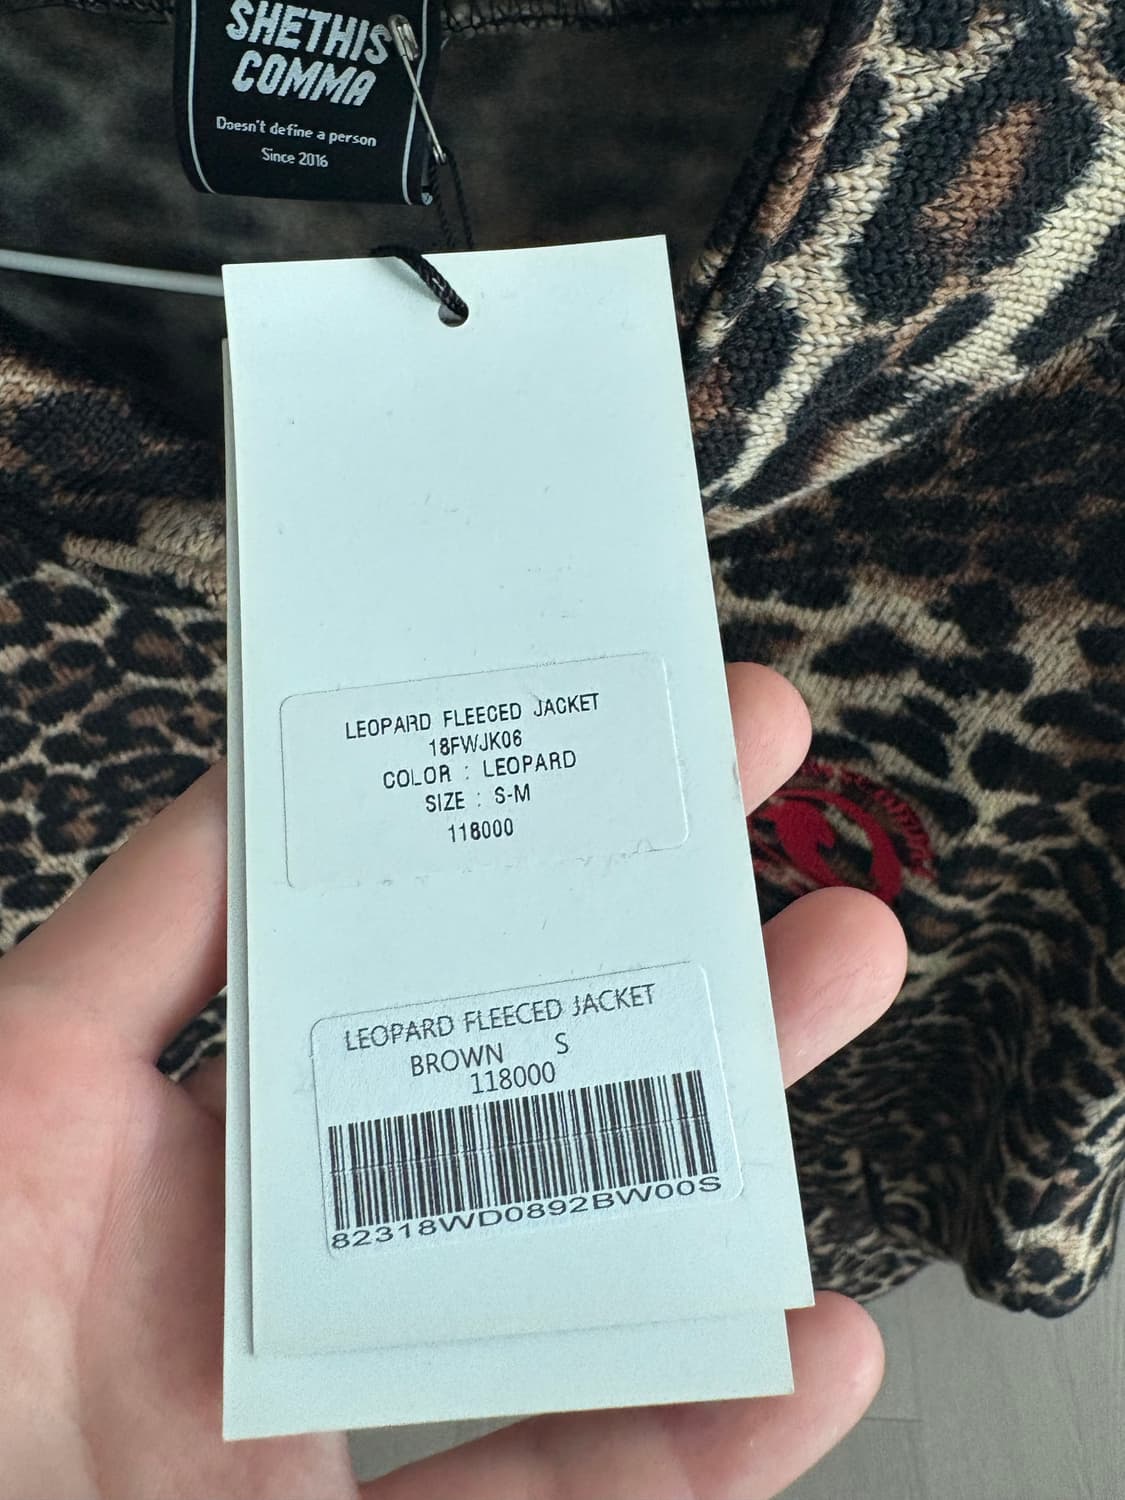 SHETHIS
COMMA
Doesn't define a person
Since 2016
LEOPARD FLEECED JACKET
18FWJK06
COLOR : LEOPARD
SIZE : S-M
118000
LEOPARD FLEECED JACKET
BROWN S
118000
82318WD0892BW00S